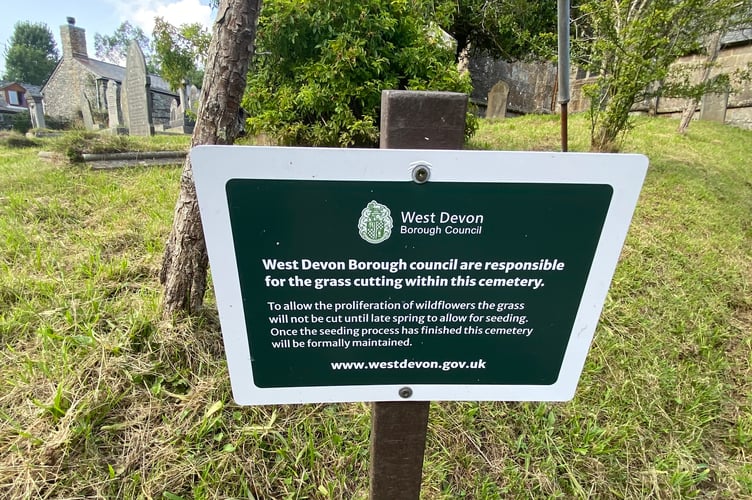 West Devon
Borough Council
West Devon Borough council are responsible
for the grass cutting within this cemetery.
To allow the proliferation of wildflowers the grass
will not be cut until late spring to allow for seeding.
Once the seeding process has finished this cemetery
will be formally maintained.
www.westdevon.gov.uk